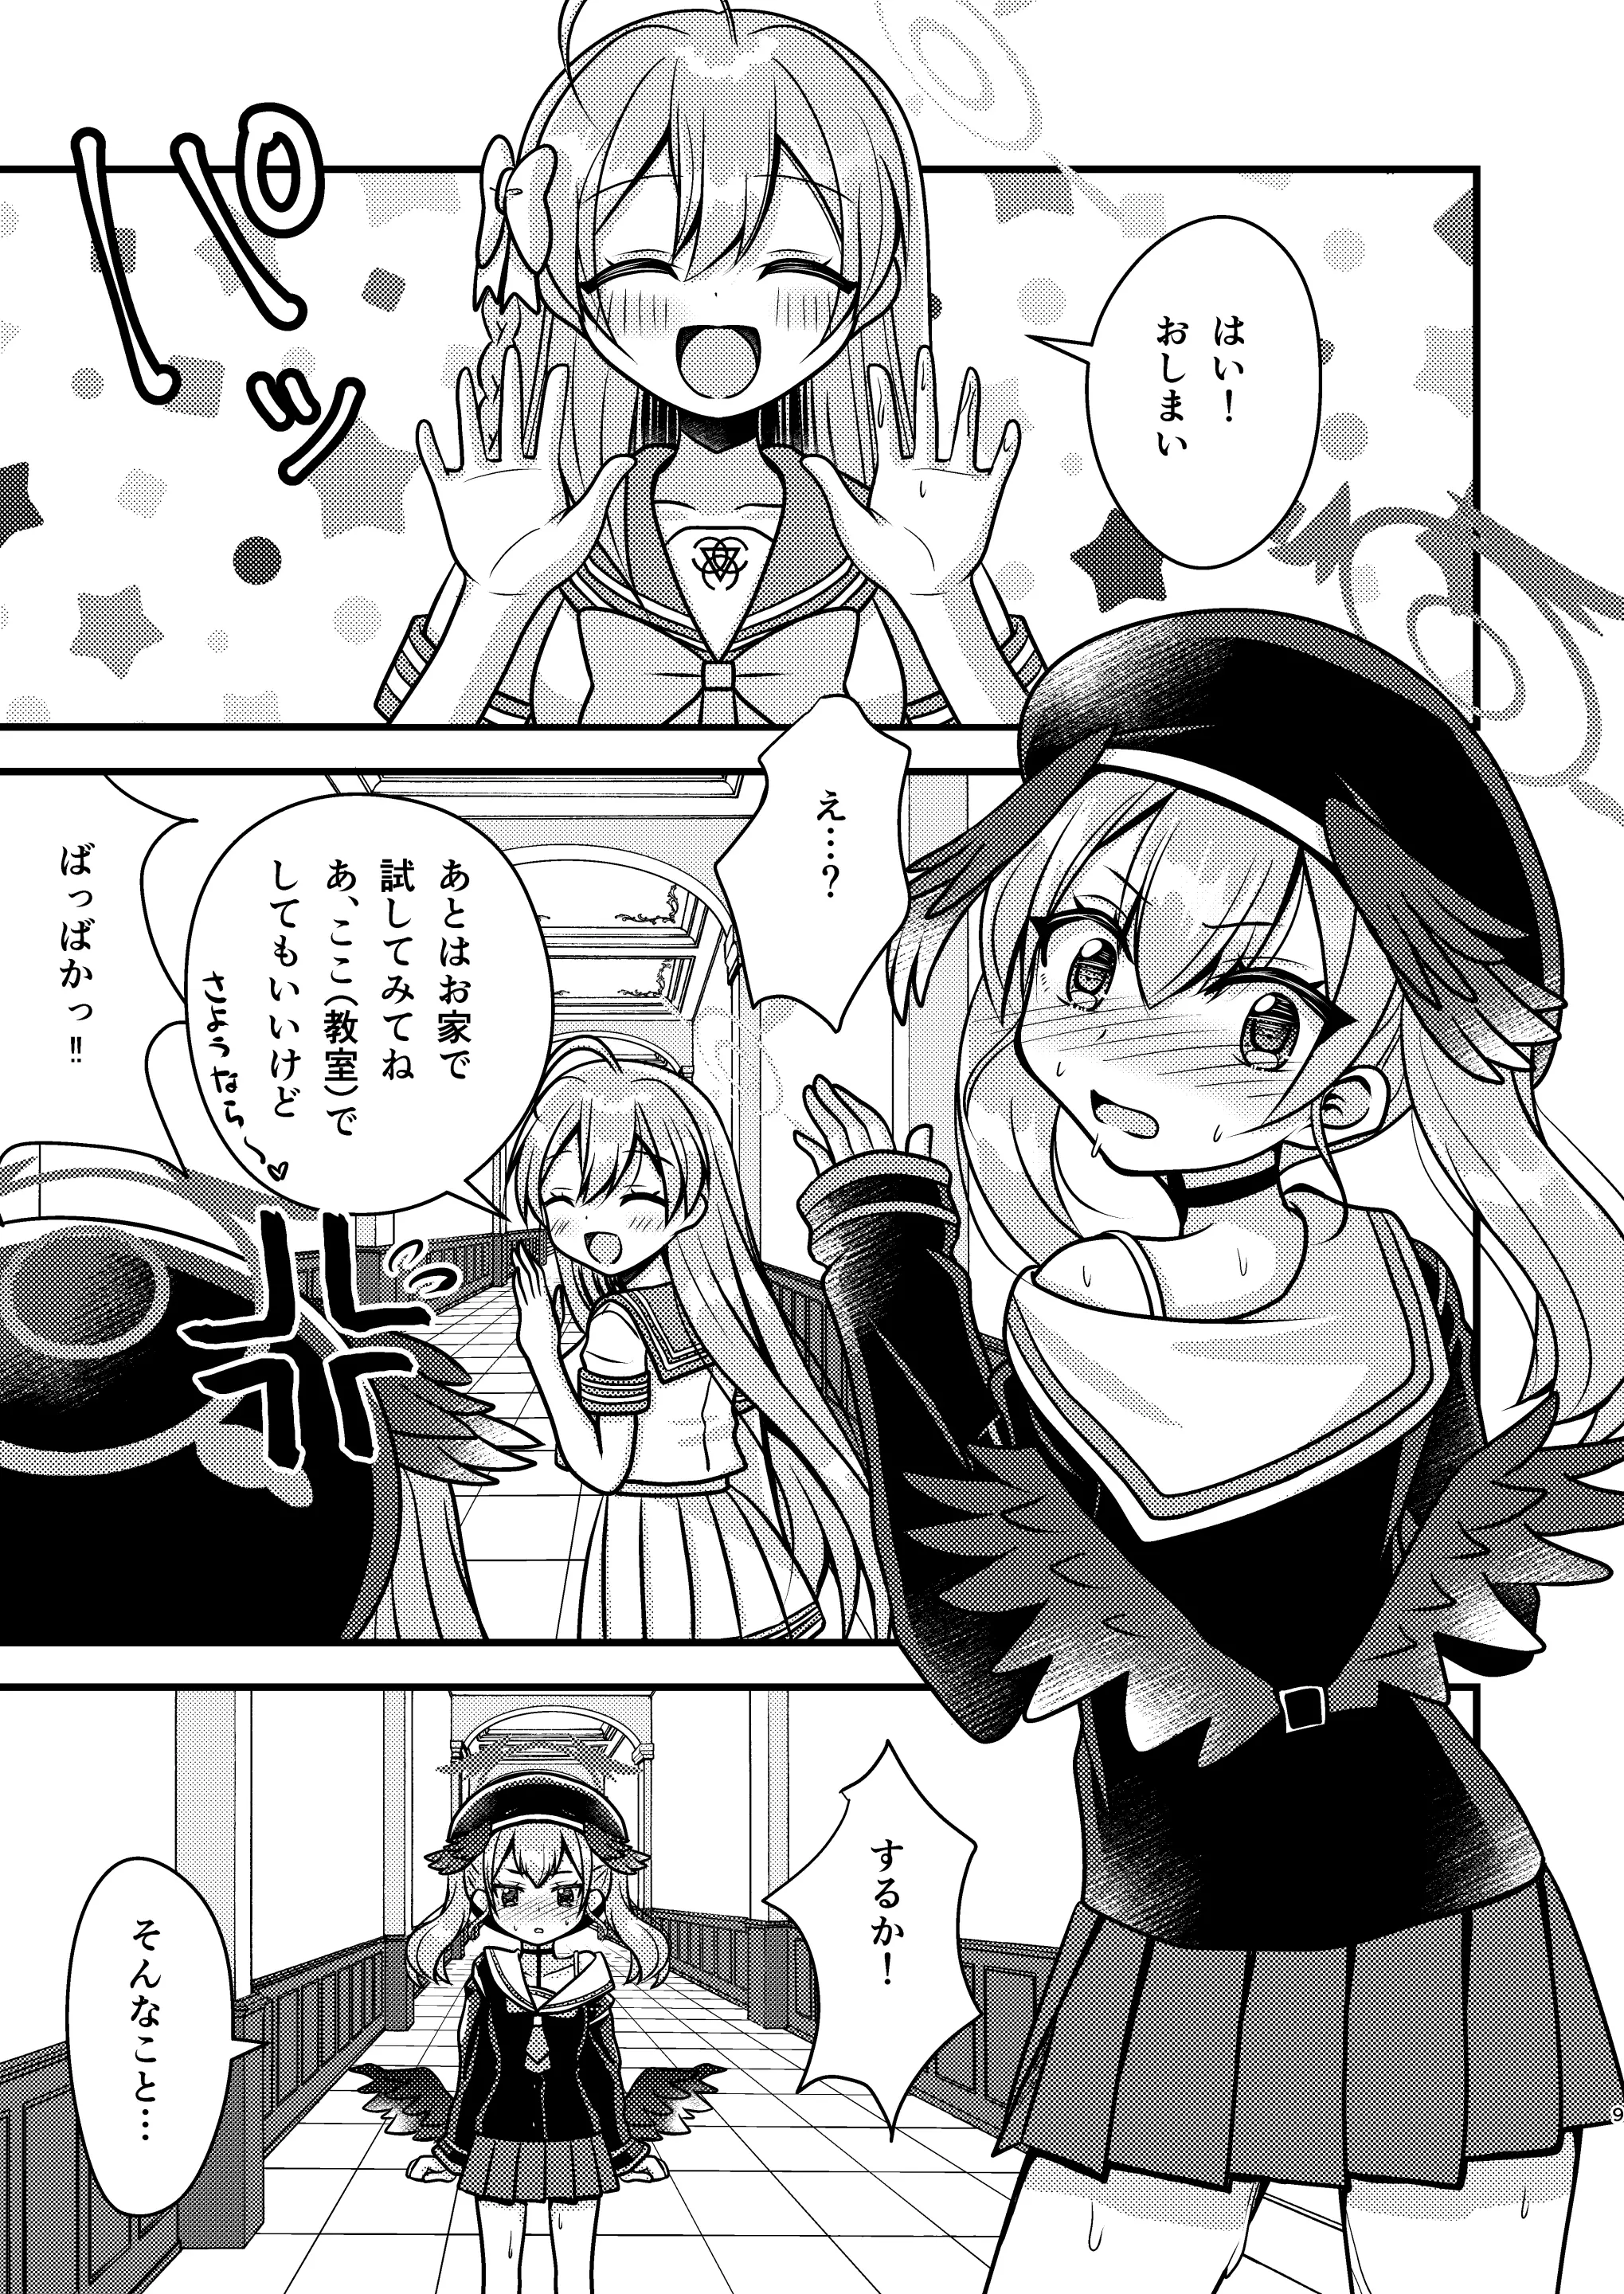 はい！
おしまい
パッ
え…？
あとはお家で
試してみてね
あ、ここ（教室）で
してもいいけど
さようなら～♡
ばっばかっ!!
するか！
そんなこと…
9